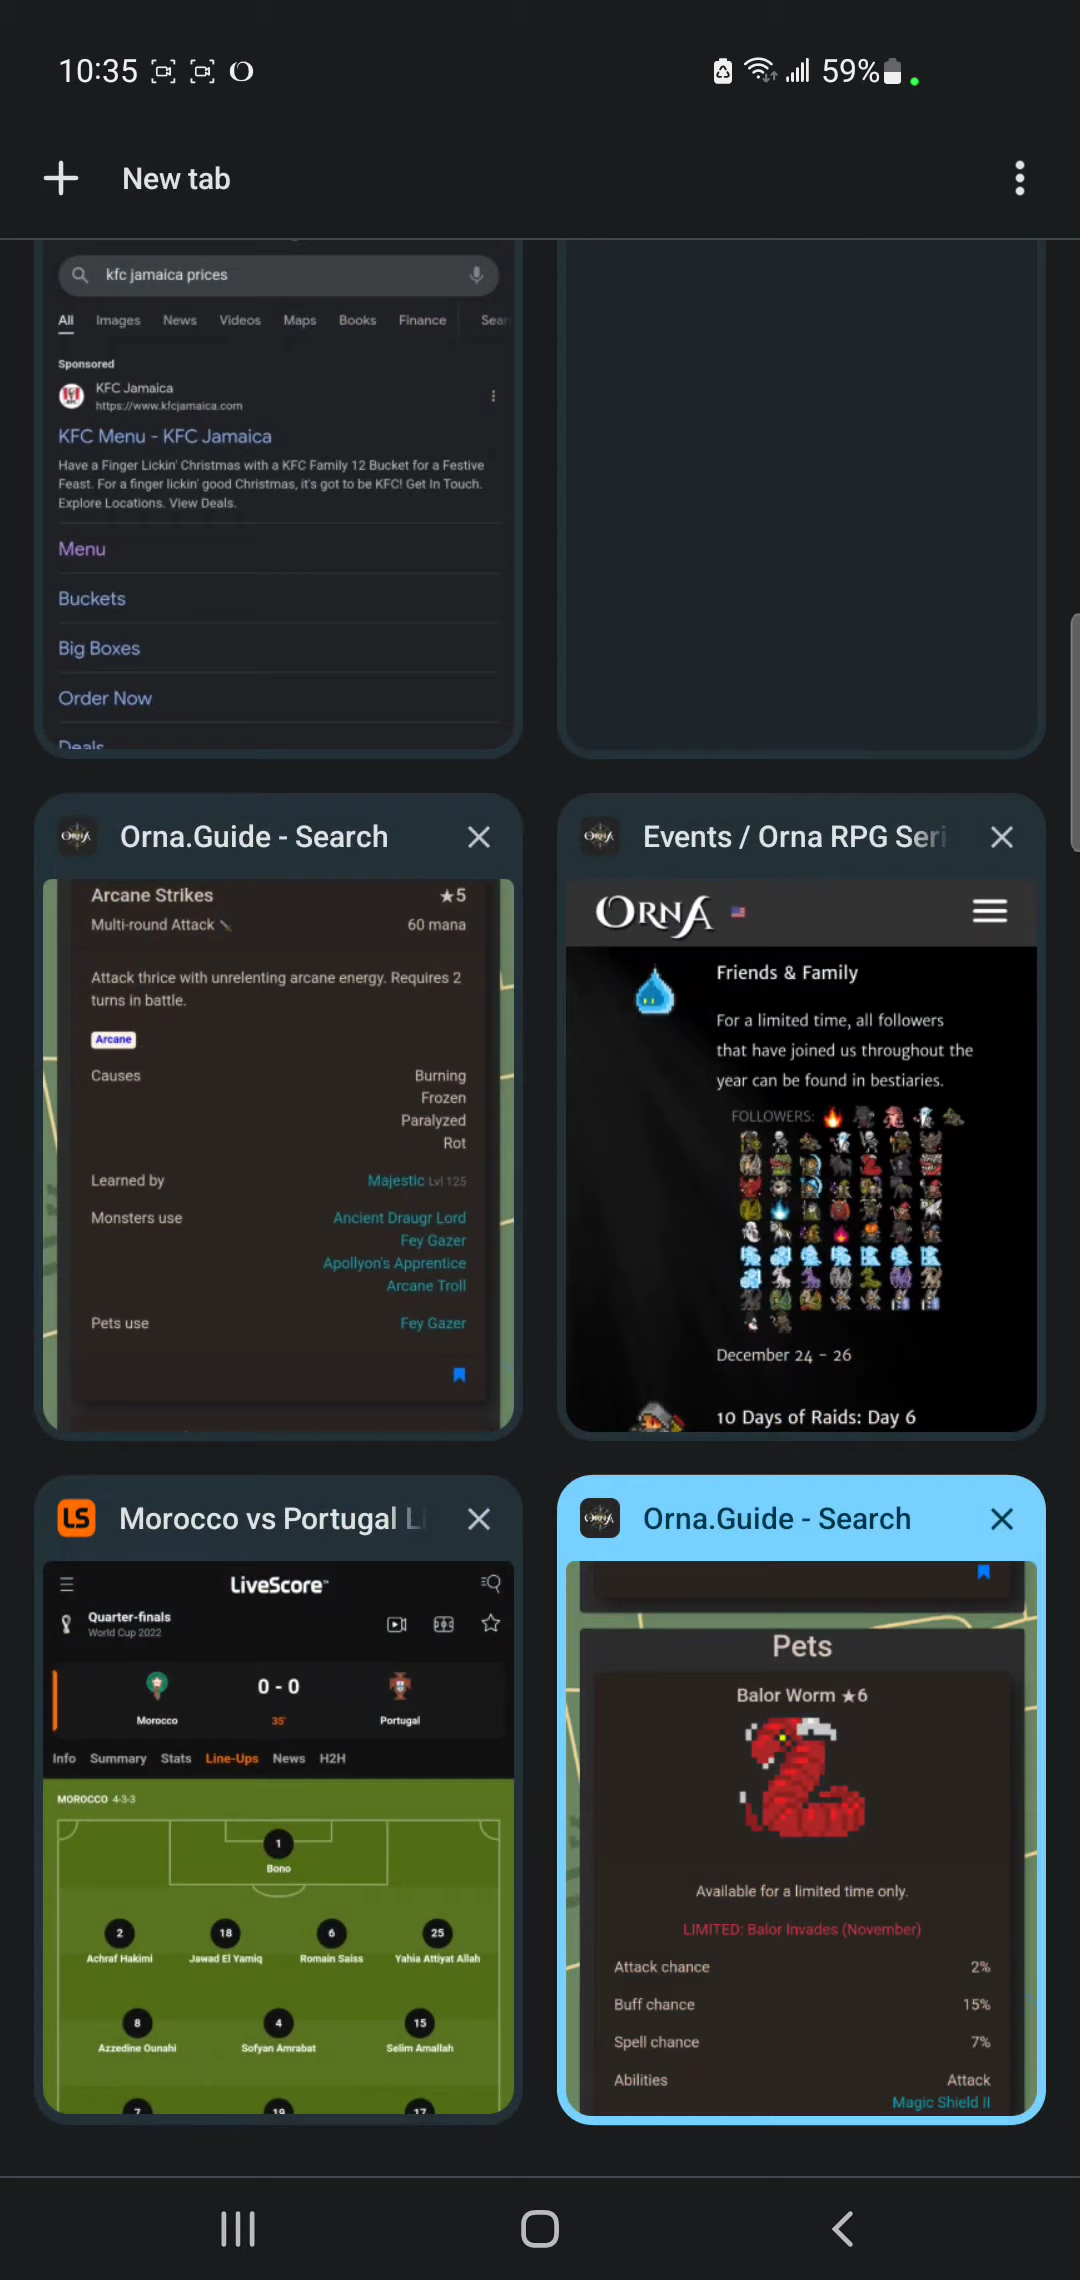 10:35
59%
New tab
kfc jamaica prices
All Images News Videos Maps Books Finance Sear
Sponsored
KFC Jamaica
https://www.kfcjamaica.com
KFC Menu - KFC Jamaica
Have a Finger Lickin' Christmas with a KFC Family 12 Bucket for a Festive
Feast. For a finger lickin' good Christmas, it's got to be KFC! Get In Touch.
Explore Locations. View Deals.
Menu
Buckets
Big Boxes
Order Now
Deals
Orna.Guide - Search
Arcane Strikes ★5
Multi-round Attack 60 mana
Attack thrice with unrelenting arcane energy. Requires 2
turns in battle.
Arcane
Causes Burning
Frozen
Paralyzed
Rot
Learned by Majestic Lvl 125
Monsters use Ancient Draugr Lord
Fey Gazer
Apollyon's Apprentice
Arcane Troll
Pets use Fey Gazer
Events / Orna RPG Seri
ORNA
Friends & Family
For a limited time, all followers
that have joined us throughout the
year can be found in bestiaries.
FOLLOWERS:
December 24 - 26
10 Days of Raids: Day 6
LS Morocco vs Portugal L
LiveScore™
Quarter-finals
World Cup 2022
0 - 0
Morocco 35' Portugal
Info Summary Stats Line-Ups News H2H
MOROCCO 4-3-3
1
Bono
2 18 6 25
Achraf Hakimi Jawad El Yamiq Romain Saiss Yahia Attiyat Allah
8 4 15
Azzedine Ounahi Sofyan Amrabat Selim Amallah
7 19 17
Orna.Guide - Search
Pets
Balor Worm ★6
Available for a limited time only.
LIMITED: Balor Invades (November)
Attack chance 2%
Buff chance 15%
Spell chance 7%
Abilities Attack
Magic Shield II